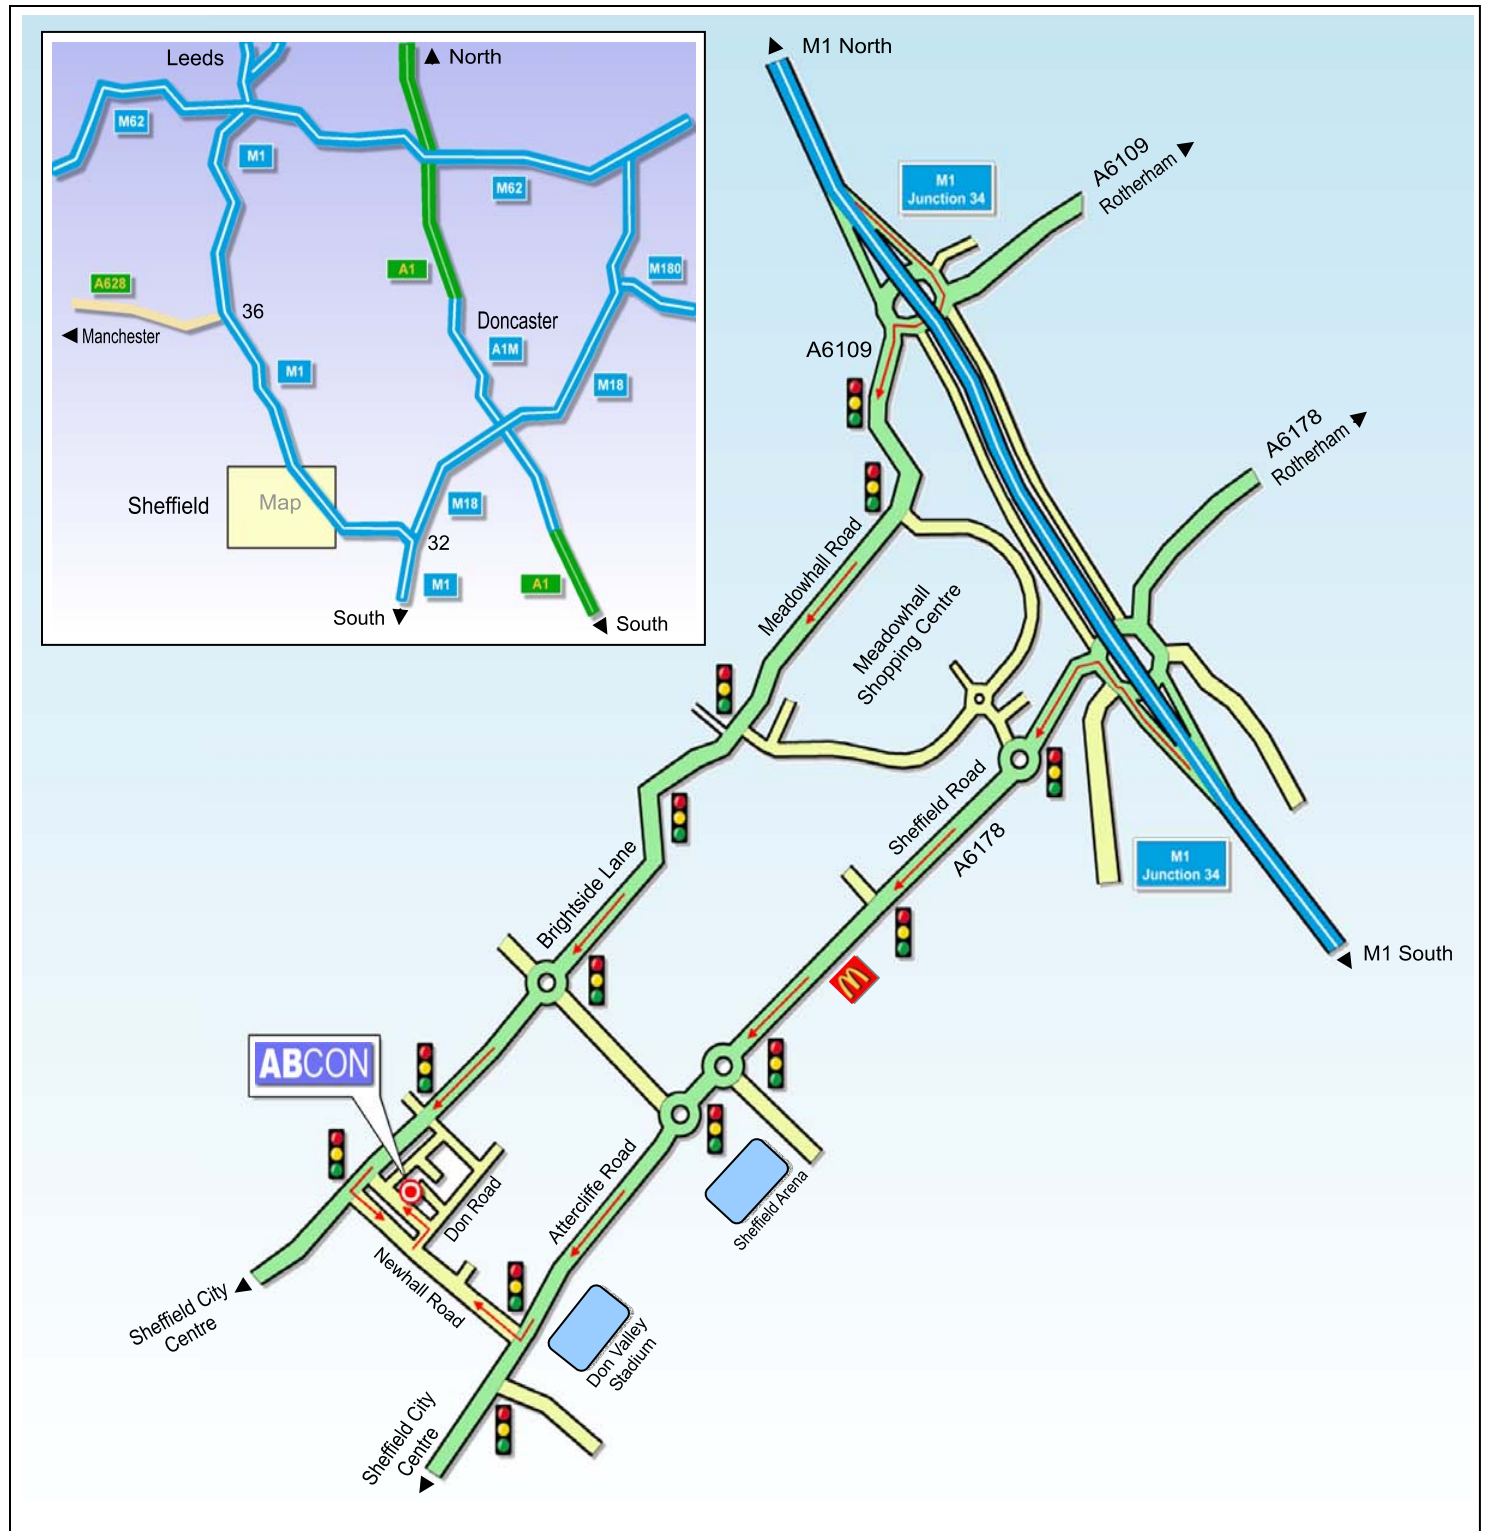 Leeds
North
M62
M1
M62
A1
M180
A628
36
Manchester
Doncaster
A1M
M1
M18
Sheffield
Map
M18
32
M1
A1
South
South
M1 North
M1
Junction 34
A6109
Rotherham
A6109
A6178
Rotherham
Meadowhall Road
Meadowhall
Shopping Centre
Sheffield Road
A6178
M1
Junction 34
M1 South
Brightside Lane
ABCON
Attercliffe Road
Sheffield Arena
Don Road
Newhall Road
Don Valley
Stadium
Sheffield City
Centre
Sheffield City
Centre